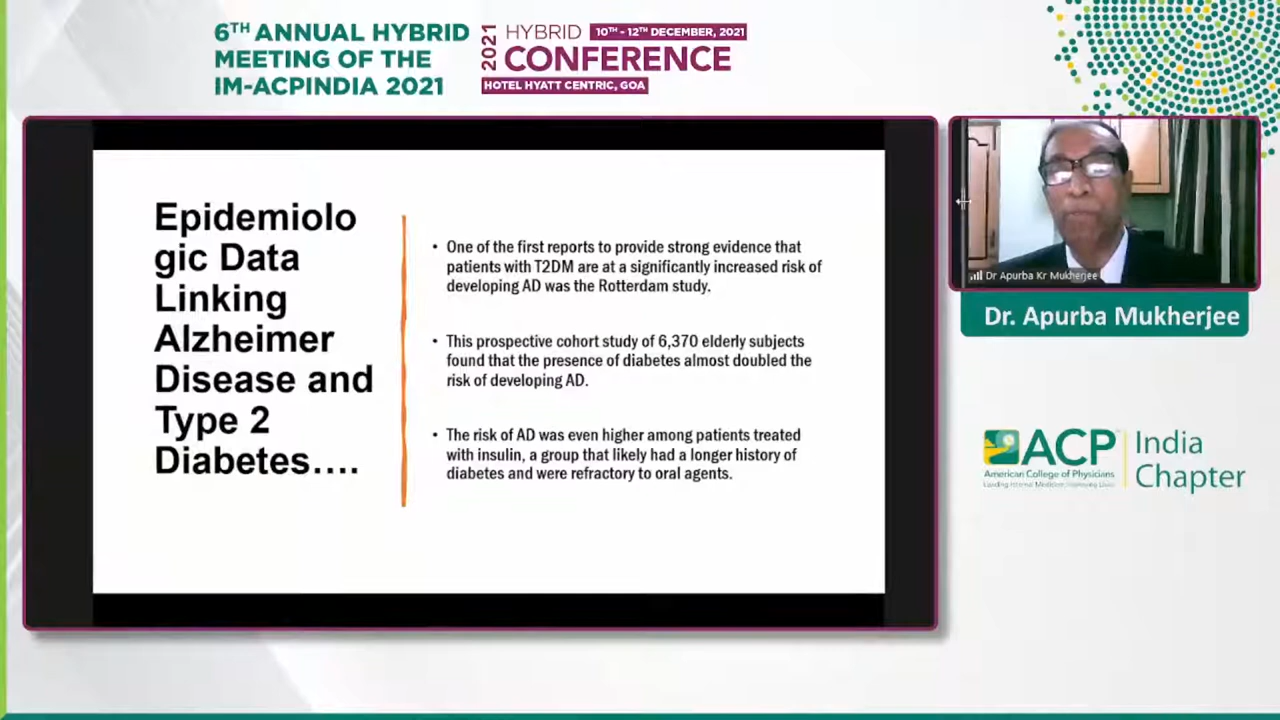 6TH ANNUAL HYBRID
MEETING OF THE
IM-ACPINDIA 2021
2021
HYBRID
10TH - 12TH DECEMBER, 2021
CONFERENCE
HOTEL HYATT CENTRIC, GOA
Epidemiolo
gic Data
Linking
Alzheimer
Disease and
Type 2
Diabetes....
• One of the first reports to provide strong evidence that
patients with T2DM are at a significantly increased risk of
developing AD was the Rotterdam study.
• This prospective cohort study of 6,370 elderly subjects
found that the presence of diabetes almost doubled the
risk of developing AD.
• The risk of AD was even higher among patients treated
with insulin, a group that likely had a longer history of
diabetes and were refractory to oral agents.
Dr Apurba Kr Mukherjee
Dr. Apurba Mukherjee
ACP
American College of Physicians
Leading Internal Medicine, Improving Lives
India
Chapter